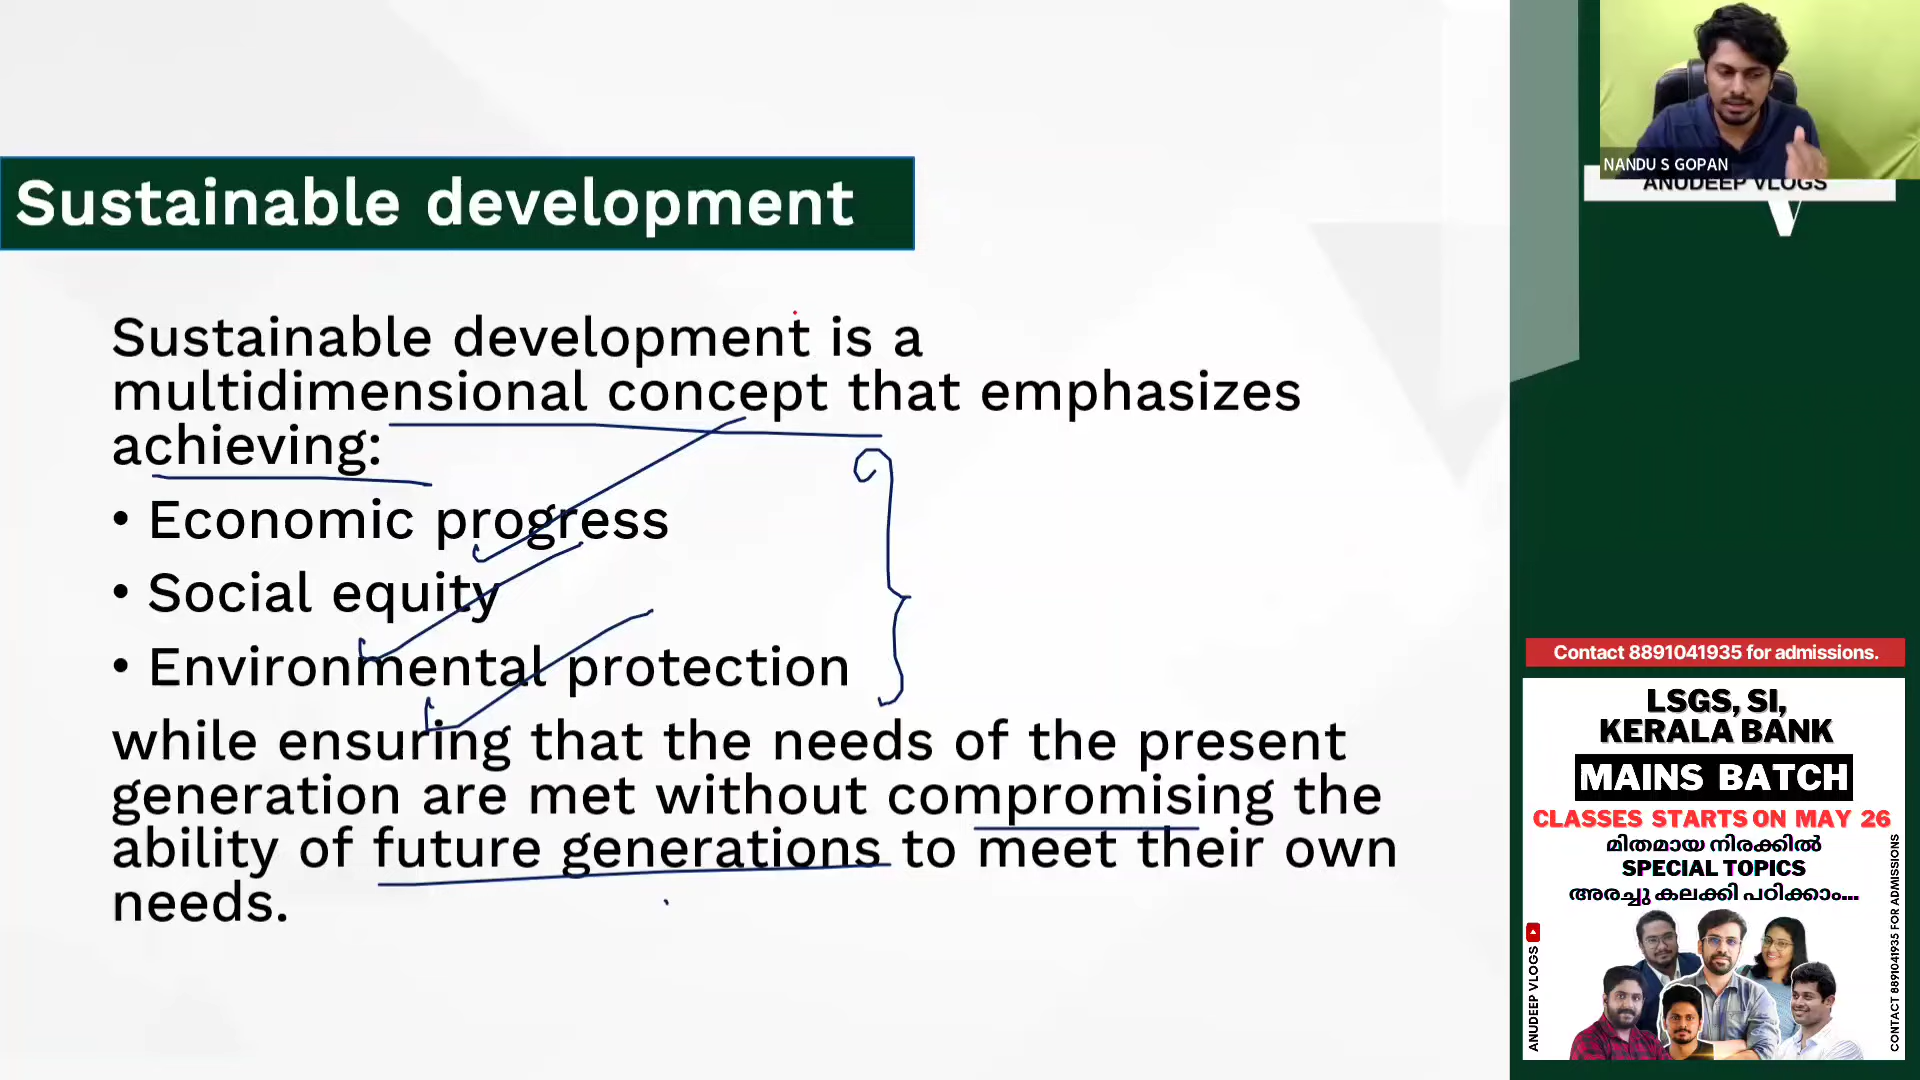 Sustainable development
Sustainable development is a
multidimensional concept that emphasizes
achieving:
• Economic progress
• Social equity
• Environmental protection
while ensuring that the needs of the present
generation are met without compromising the
ability of future generations to meet their own
needs.
NANDU S GOPAN
ANUDEEP VLOGS
Contact 8891041935 for admissions.
LSGS, SI,
KERALA BANK
MAINS BATCH
CLASSES STARTS ON MAY 26
മിതമായ നിരക്കിൽ
SPECIAL TOPICS
അരച്ചു കലക്കി പഠിക്കാം...
ANUDEEP VLOGS
CONTACT 8891041935 FOR ADMISSIONS